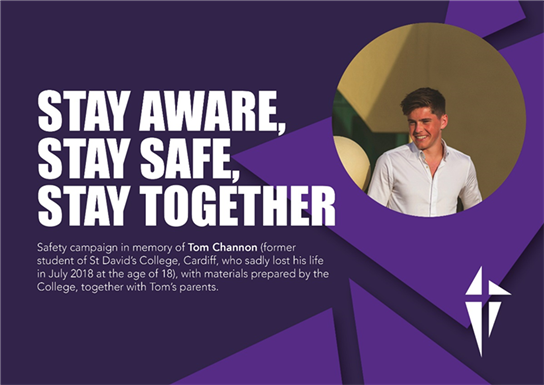 STAY AWARE,
STAY SAFE,
STAY TOGETHER
Safety campaign in memory of Tom Channon (former
student of St David's College, Cardiff, who sadly lost his life
in July 2018 at the age of 18), with materials prepared by the
College, together with Tom's parents.